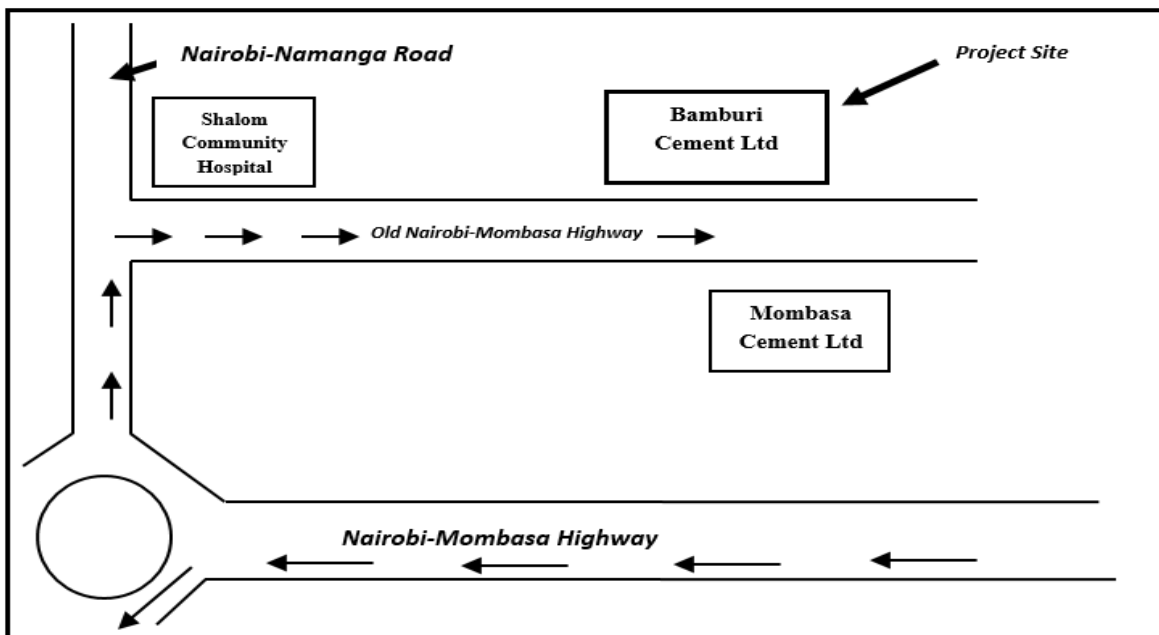 Nairobi-Namanga Road
Project Site
Shalom
Community
Hospital
Bamburi
Cement Ltd
Old Nairobi-Mombasa Highway
Mombasa
Cement Ltd
Nairobi-Mombasa Highway